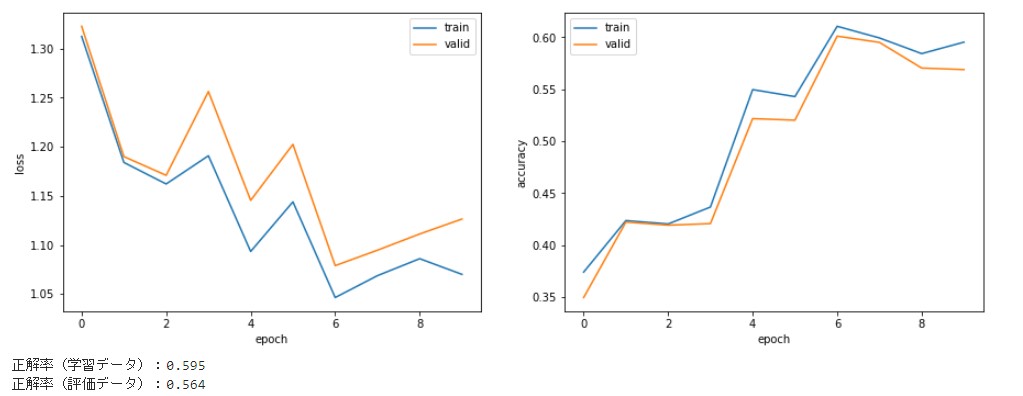 train
valid
1.30
1.25
1.20
1.15
1.10
1.05
loss
0 2 4 6 8
epoch
train
valid
0.60
0.55
0.50
0.45
0.40
0.35
accuracy
0 2 4 6 8
epoch
正解率（学習データ）：0.595
正解率（評価データ）：0.564